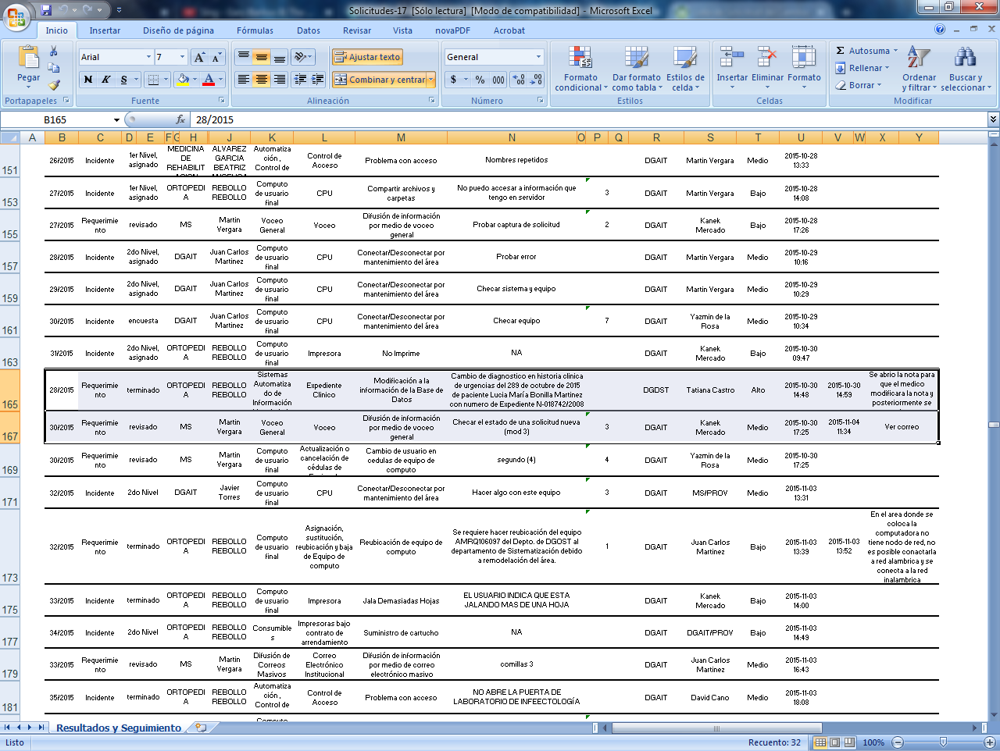 Solicitudes-17 [Sólo lectura] [Modo de compatibilidad] - Microsoft Excel
Inicio Insertar Diseño de página Fórmulas Datos Revisar Vista novaPDF Acrobat
Pegar
Portapapeles
Arial 7
N K S
Fuente
Ajustar texto
Combinar y centrar
Alineación
General
$ % 000
Número
Formato condicional
Dar formato como tabla
Estilos de celda
Estilos
Insertar Eliminar Formato
Celdas
Autosuma
Rellenar
Borrar
Ordenar y filtrar
Buscar y seleccionar
Modificar
B165 fx 28/2015
A B C D E F G H J K L M N O P Q R S T U V W X Y
151 26/2015 Incidente 1er Nivel, asignado MEDICINA DE REHABILIT ALVAREZ GARCIA BEATRIZ Automatiza ción , Control de Control de Acceso Problema con acceso Nombres repetidos DGAIT Martin Vergara Medio 2015-10-28 13:33
153 27/2015 Incidente 1er Nivel, asignado ORTOPEDI A REBOLLO REBOLLO Computo de usuario final CPU Compartir archivos y carpetas No puedo accesar a información que tengo en servidor 3 DGAIT Martin Vergara Bajo 2015-10-28 14:08
155 27/2015 Requerimie nto revisado MS Martin Vergara Voceo General Voceo Difusión de información por medio de voceo general Probar captura de solicitud 2 DGAIT Kanek Mercado Bajo 2015-10-28 17:26
157 28/2015 Incidente 2do Nivel, asignado DGAIT Juan Carlos Martinez Computo de usuario final CPU Conectar/Desconectar por mantenimiento del área Probar error DGAIT Martin Vergara Medio 2015-10-29 10:16
159 29/2015 Incidente 2do Nivel, asignado DGAIT Juan Carlos Martinez Computo de usuario final CPU Conectar/Desconectar por mantenimiento del área Checar sistema y equipo DGAIT Martin Vergara Medio 2015-10-29 10:29
161 30/2015 Incidente encuesta DGAIT Juan Carlos Martinez Computo de usuario final CPU Conectar/Desconectar por mantenimiento del área Checar equipo 7 DGAIT Yazmin de la Rosa Medio 2015-10-29 10:34
163 31/2015 Incidente 2do Nivel, asignado ORTOPEDI A REBOLLO REBOLLO Computo de usuario final Impresora No Imprime NA DGAIT Kanek Mercado Bajo 2015-10-30 09:47
165 28/2015 Requerimie nto terminado ORTOPEDI A REBOLLO REBOLLO Sistemas Automatiza do de Información Expediente Clinico Modificación a la información de la Base de Datos Cambio de diagnostico en historia clinica de urgencias del 289 de octubre de 2015 de paciente Lucia María Bonilla Martinez con numero de Expediente N-018742/2008 DGDST Tatiana Castro Alto 2015-10-30 14:48 2015-10-30 14:59 Se abrio la nota para que el medico modificara la nota y posteriormente se
167 30/2015 Requerimie nto revisado MS Martin Vergara Voceo General Voceo Difusión de información por medio de voceo general Checar el estado de una solicitud nueva (mod 3) 3 DGAIT Kanek Mercado Medio 2015-10-30 17:25 2015-11-04 11:34 Ver correo
169 30/2015 Requerimie nto revisado MS Martin Vergara Computo de usuario final Actualización o cancelación de cédulas de Cambio de usuario en cedulas de equipo de computo segundo (4) 4 DGAIT Yazmin de la Rosa Medio 2015-10-30 17:25
171 32/2015 Incidente 2do Nivel DGAIT Javier Torres Computo de usuario final CPU Conectar/Desconectar por mantenimiento del área Hacer algo con este equipo 3 DGAIT MS/PROV Medio 2015-11-03 13:31
173 32/2015 Requerimie nto terminado ORTOPEDI A REBOLLO REBOLLO Computo de usuario final Asignación, sustitución, reubicación y baja de Equipo de computo Reubicación de equipo de computo Se requiere hacer reubicación del equipo AMRQ106097 del Depto. de DGOST al departamento de Sistematización debido a remodelación del área. 1 DGAIT Juan Carlos Martinez Bajo 2015-11-03 13:39 2015-11-03 13:52 En el area donde se coloca la computadora no tiene nodo de red, no es posible conactarla a red alambrica y se conecta a la red inalambrica
175 33/2015 Incidente terminado ORTOPEDI A REBOLLO REBOLLO Computo de usuario final Impresora Jala Demasiadas Hojas EL USUARIO INDICA QUE ESTA JALANDO MAS DE UNA HOJA DGAIT Kanek Mercado Bajo 2015-11-03 14:00
177 34/2015 Incidente 2do Nivel ORTOPEDI A REBOLLO REBOLLO Consumible s Impresoras bajo contrato de arrendamiento Suministro de cartucho NA DGAIT DGAIT/PROV Bajo 2015-11-03 14:49
179 33/2015 Requerimie nto revisado MS Martin Vergara Difusión de Correos Masivos Correo Electrónico Institucional Difusión de información por medio de correo electrónico masivo comillas 3 DGAIT Juan Carlos Martinez Medio 2015-11-03 16:43
181 35/2015 Incidente terminado ORTOPEDI A REBOLLO REBOLLO Automatiza ción , Control de Control de Acceso Problema con acceso NO ABRE LA PUERTA DE LABORATORIO DE INFEECTOLOGÍA DGAIT David Cano Medio 2015-11-03 18:08
Resultados y Seguimiento
Listo Recuento: 32 100%